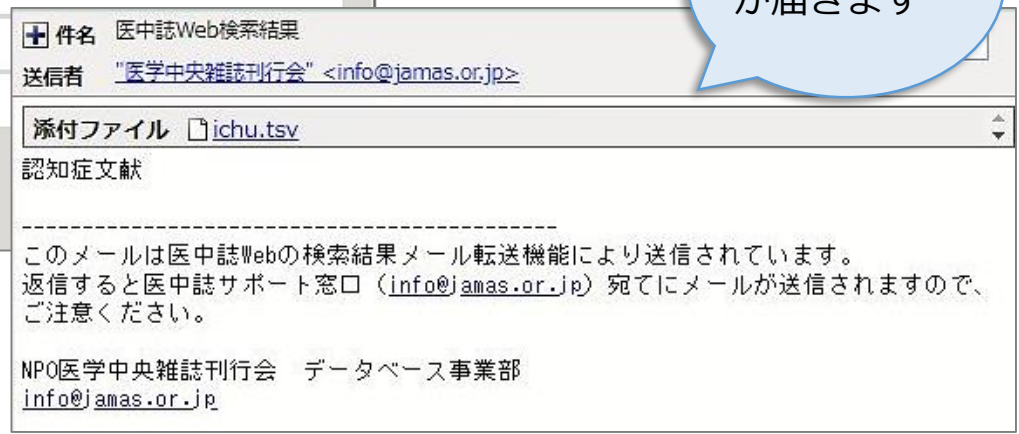 が届きます
件名 医中誌Web検索結果
送信者 "医学中央雑誌刊行会" <info@jamas.or.jp>
添付ファイル ichu.tsv
認知症文献
--------------------------------------------
このメールは医中誌Webの検索結果メール転送機能により送信されています。
返信すると医中誌サポート窓口（info@jamas.or.jp）宛てにメールが送信されますので、
ご注意ください。
NPO医学中央雑誌刊行会　データベース事業部
info@jamas.or.jp